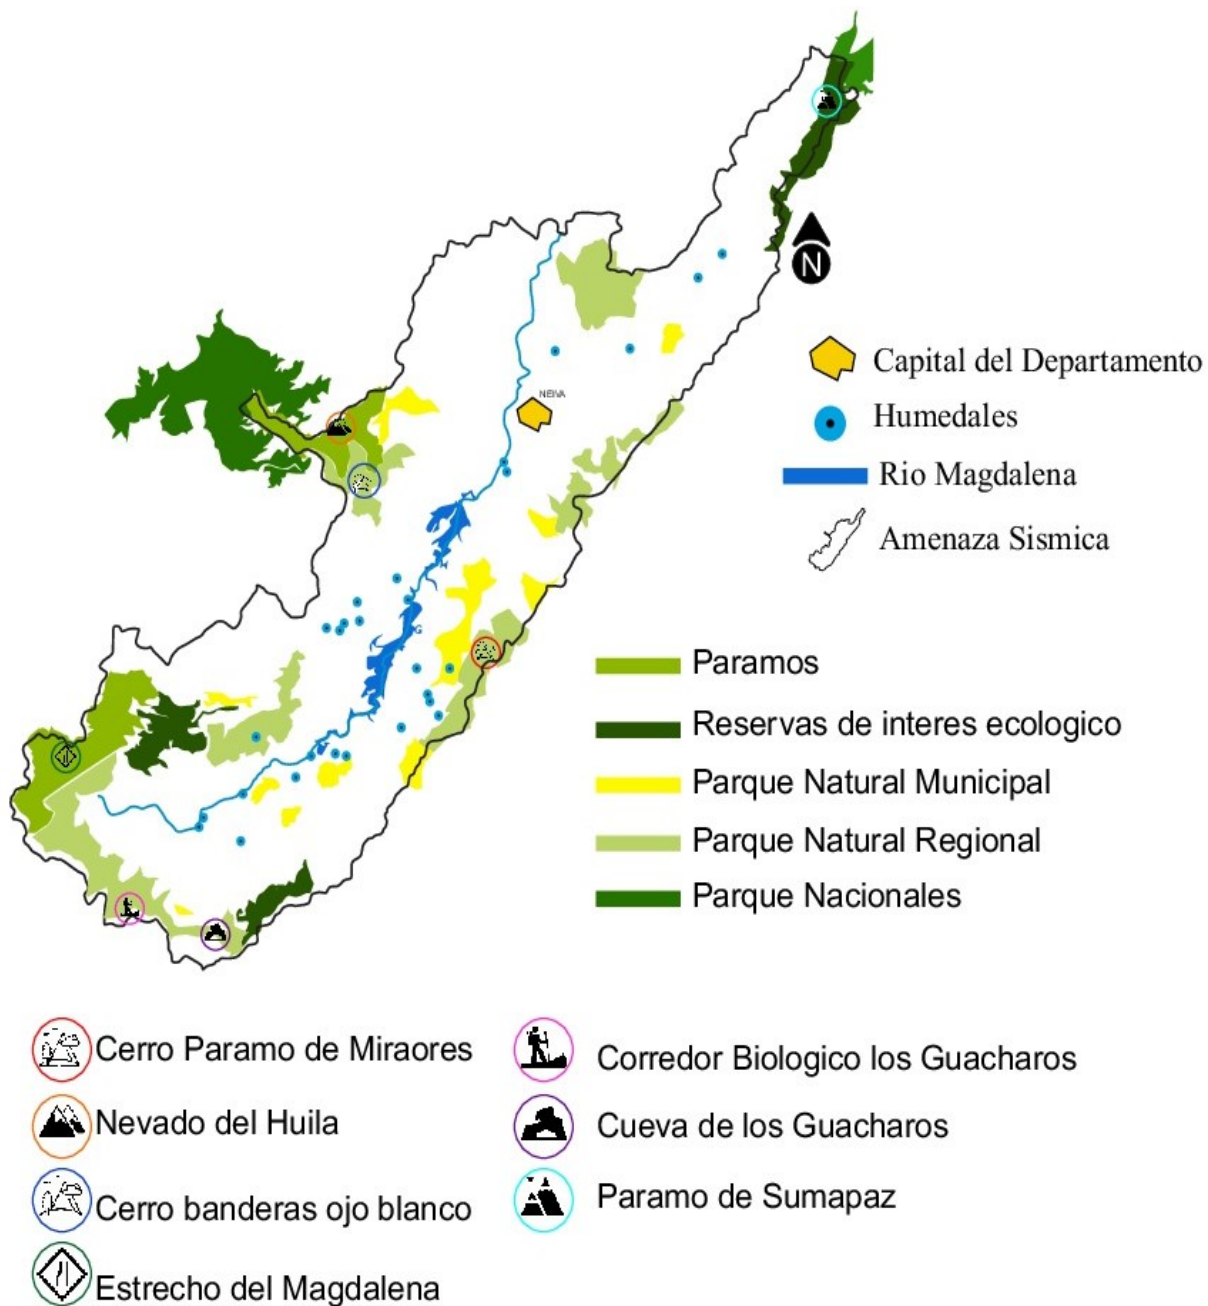 N
NEIVA
Capital del Departamento
Humedales
Rio Magdalena
Amenaza Sismica
Paramos
Reservas de interes ecologico
Parque Natural Municipal
Parque Natural Regional
Parque Nacionales
Cerro Paramo de Miraores
Nevado del Huila
Cerro banderas ojo blanco
Estrecho del Magdalena
Corredor Biologico los Guacharos
Cueva de los Guacharos
Paramo de Sumapaz